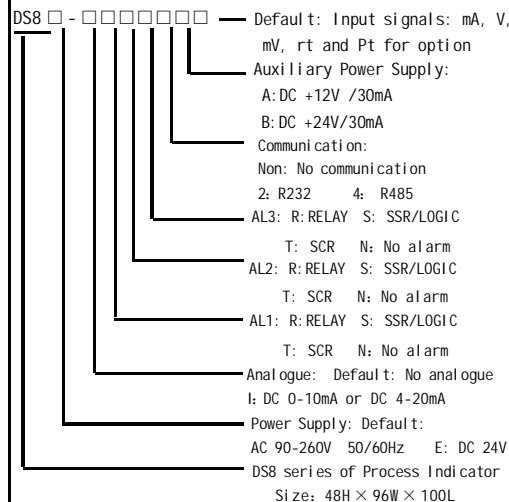 DS8 □ - □□□□□□□ Default: Input signals: mA, V,
mV, rt and Pt for option
Auxiliary Power Supply:
A: DC +12V /30mA
B: DC +24V/30mA
Communication:
Non: No communication
2: R232 4: R485
AL3: R: RELAY S: SSR/LOGIC
T: SCR N: No alarm
AL2: R: RELAY S: SSR/LOGIC
T: SCR N: No alarm
AL1: R: RELAY S: SSR/LOGIC
T: SCR N: No alarm
Analogue: Default: No analogue
I: DC 0-10mA or DC 4-20mA
Power Supply: Default:
AC 90-260V 50/60Hz E: DC 24V
DS8 series of Process Indicator
Size: 48H × 96W × 100L